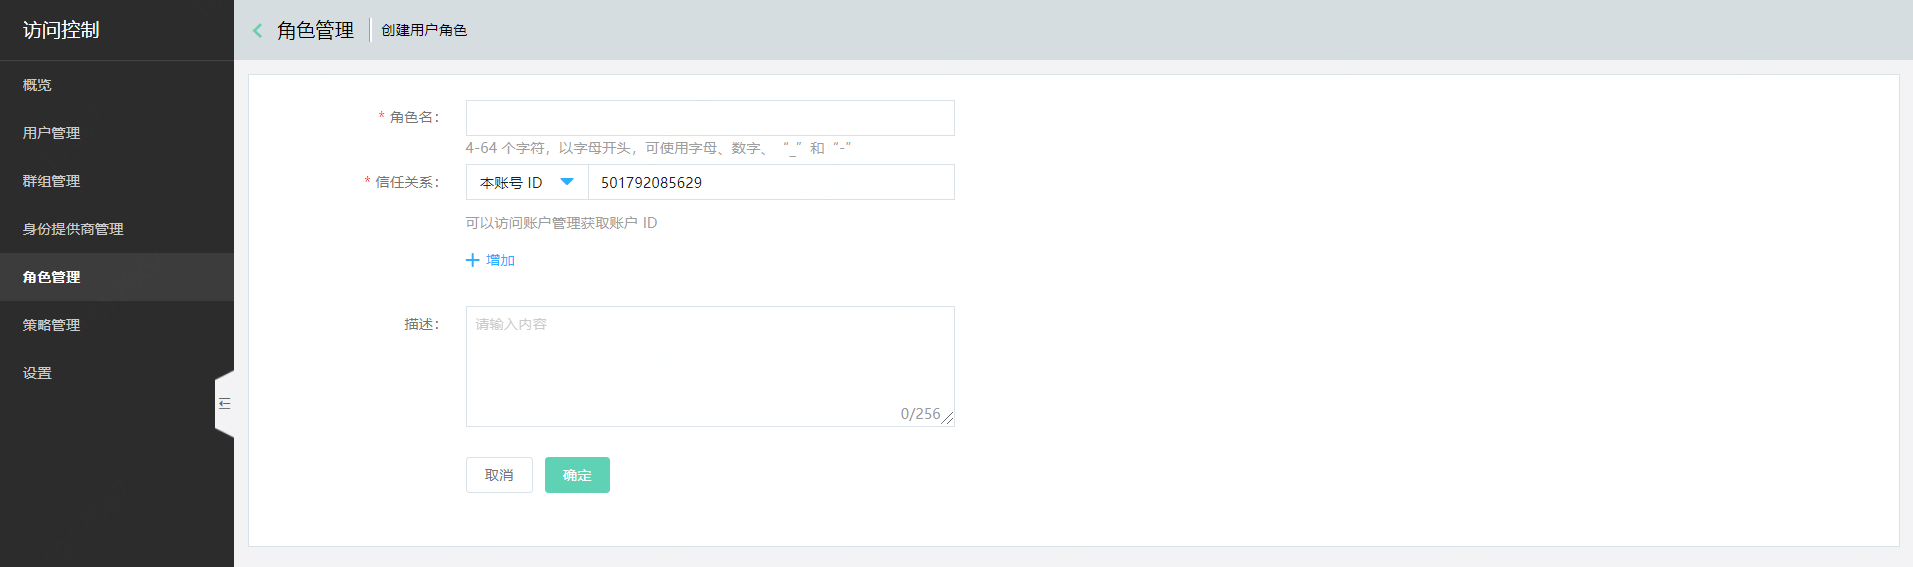 访问控制
概览
用户管理
群组管理
身份提供商管理
角色管理
策略管理
设置
角色管理 创建用户角色
* 角色名：
4-64 个字符，以字母开头，可使用字母、数字、“_”和“-”
* 信任关系： 本账号 ID 501792085629
可以访问账户管理获取账户 ID
增加
描述： 请输入内容
0/256
取消 确定